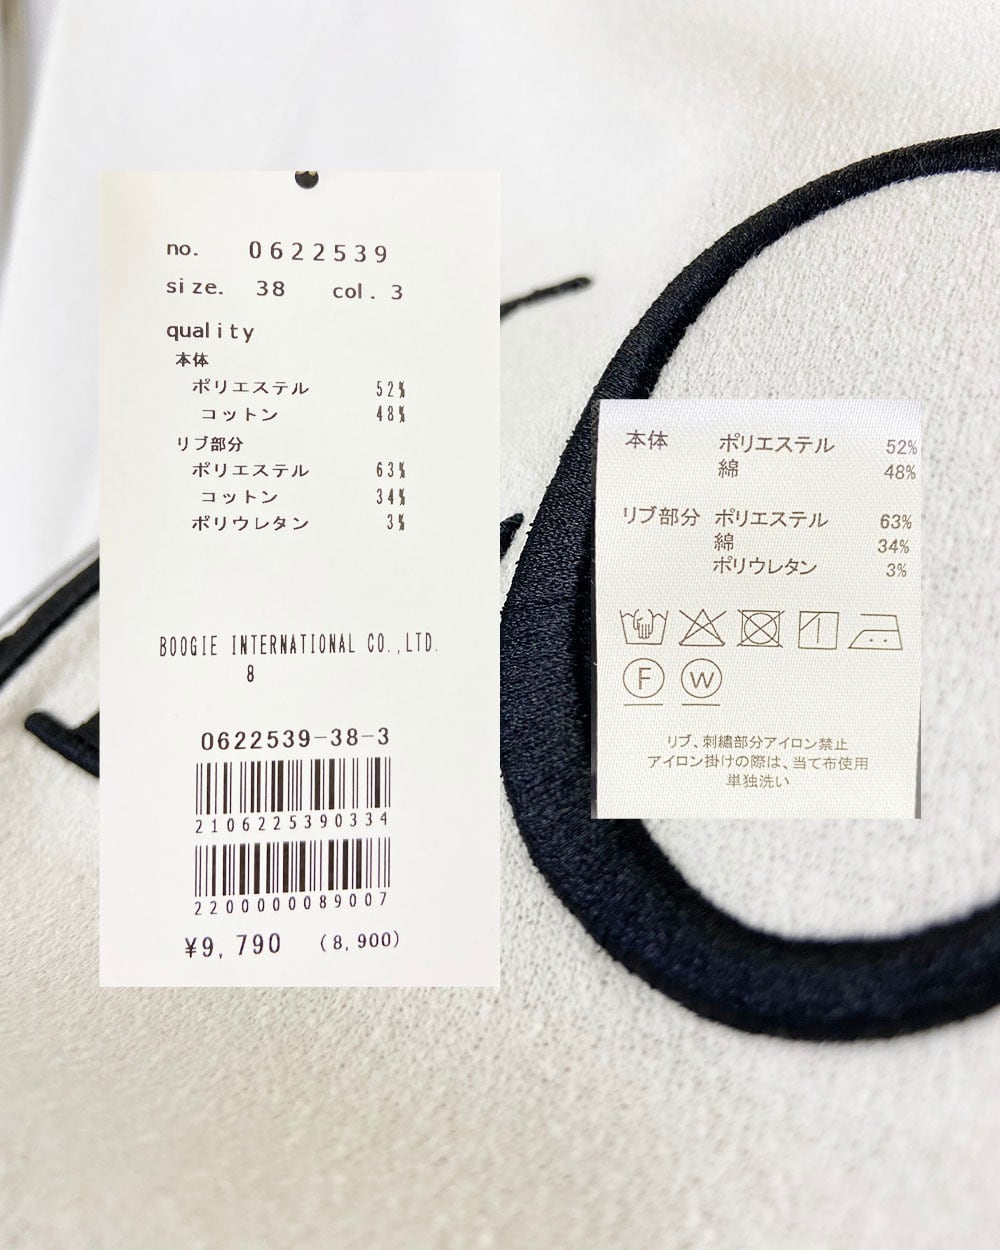 no. 0622539
size. 38 col. 3
quality
本体
ポリエステル 52%
コットン 48%
リブ部分
ポリエステル 63%
コットン 34%
ポリウレタン 3%
BOOGIE INTERNATIONAL CO.,LTD.
8
0622539-38-3
2106225390334
2200000089007
¥9,790 (8,900)
本体 ポリエステル 52%
綿 48%
リブ部分 ポリエステル 63%
綿 34%
ポリウレタン 3%
F W
リブ、刺繡部分アイロン禁止
アイロン掛けの際は、当て布使用
単独洗い